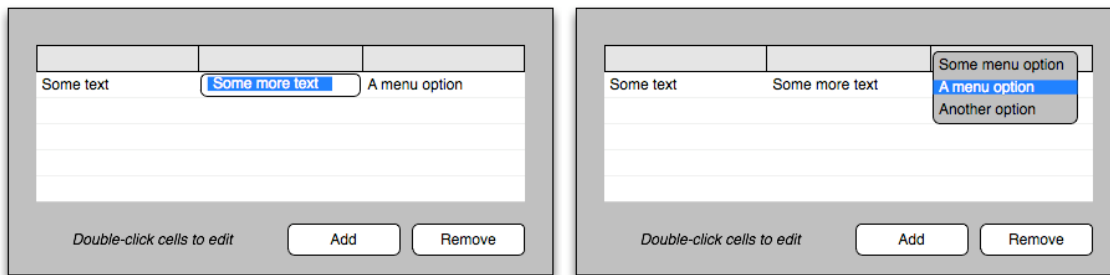 Some text Some more text A menu option
Double-click cells to edit Add Remove
Some menu option
Some text Some more text A menu option
Another option
Double-click cells to edit Add Remove